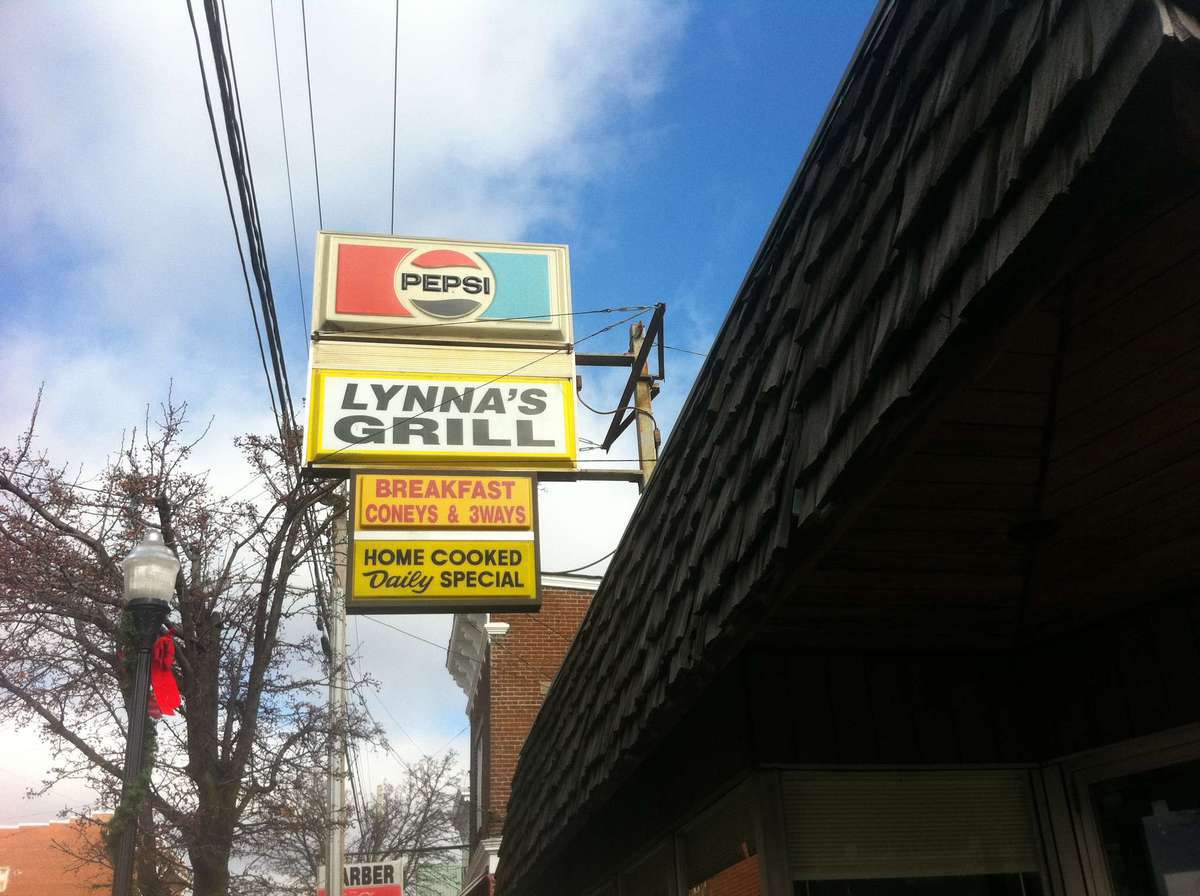 PEPSI
LYNNA'S
GRILL
BREAKFAST
CONEYS & 3WAYS
HOME COOKED
Daily SPECIAL
ARBER